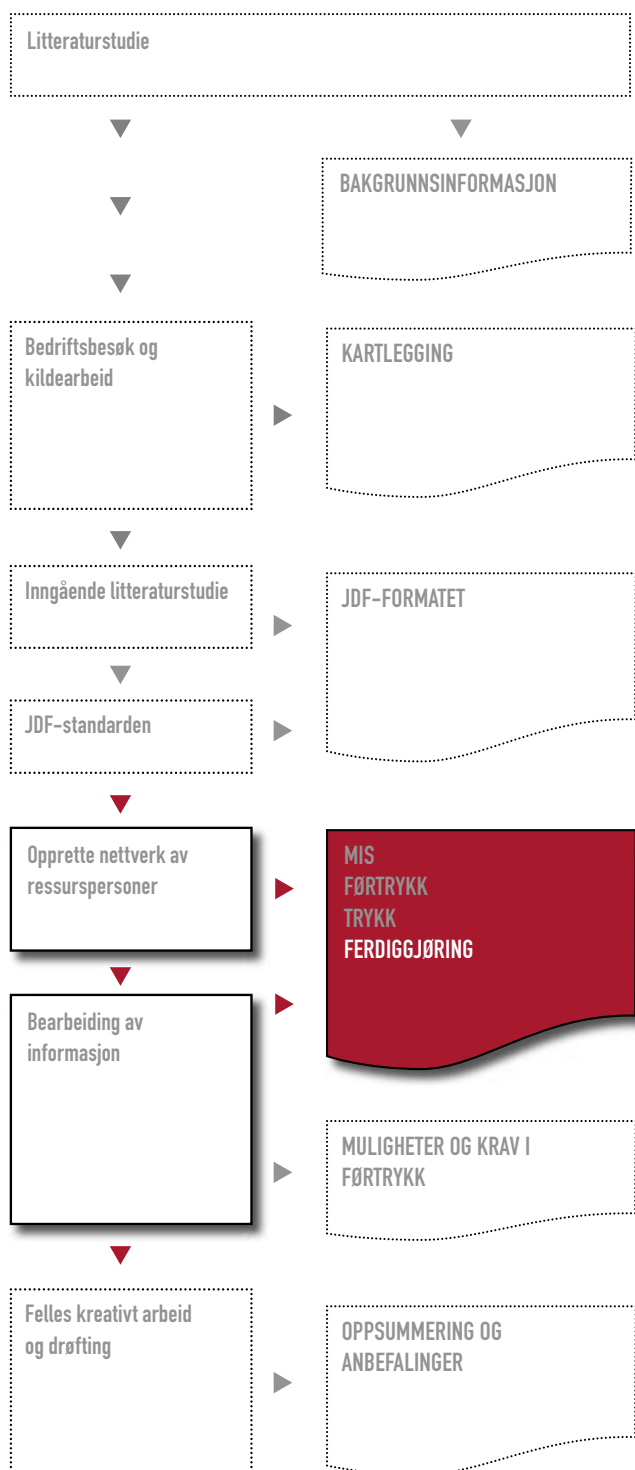 Litteraturstudie
BAKGRUNNSINFORMASJON
Bedriftsbesøk og
kildearbeid
KARTLEGGING
Inngående litteraturstudie
JDF-FORMATET
JDF-standarden
Opprette nettverk av
ressurspersoner
MIS
FØRTRYKK
TRYKK
FERDIGGJØRING
Bearbeiding av
informasjon
MULIGHETER OG KRAV I
FØRTRYKK
Felles kreativt arbeid
og drøfting
OPPSUMMERING OG
ANBEFALINGER